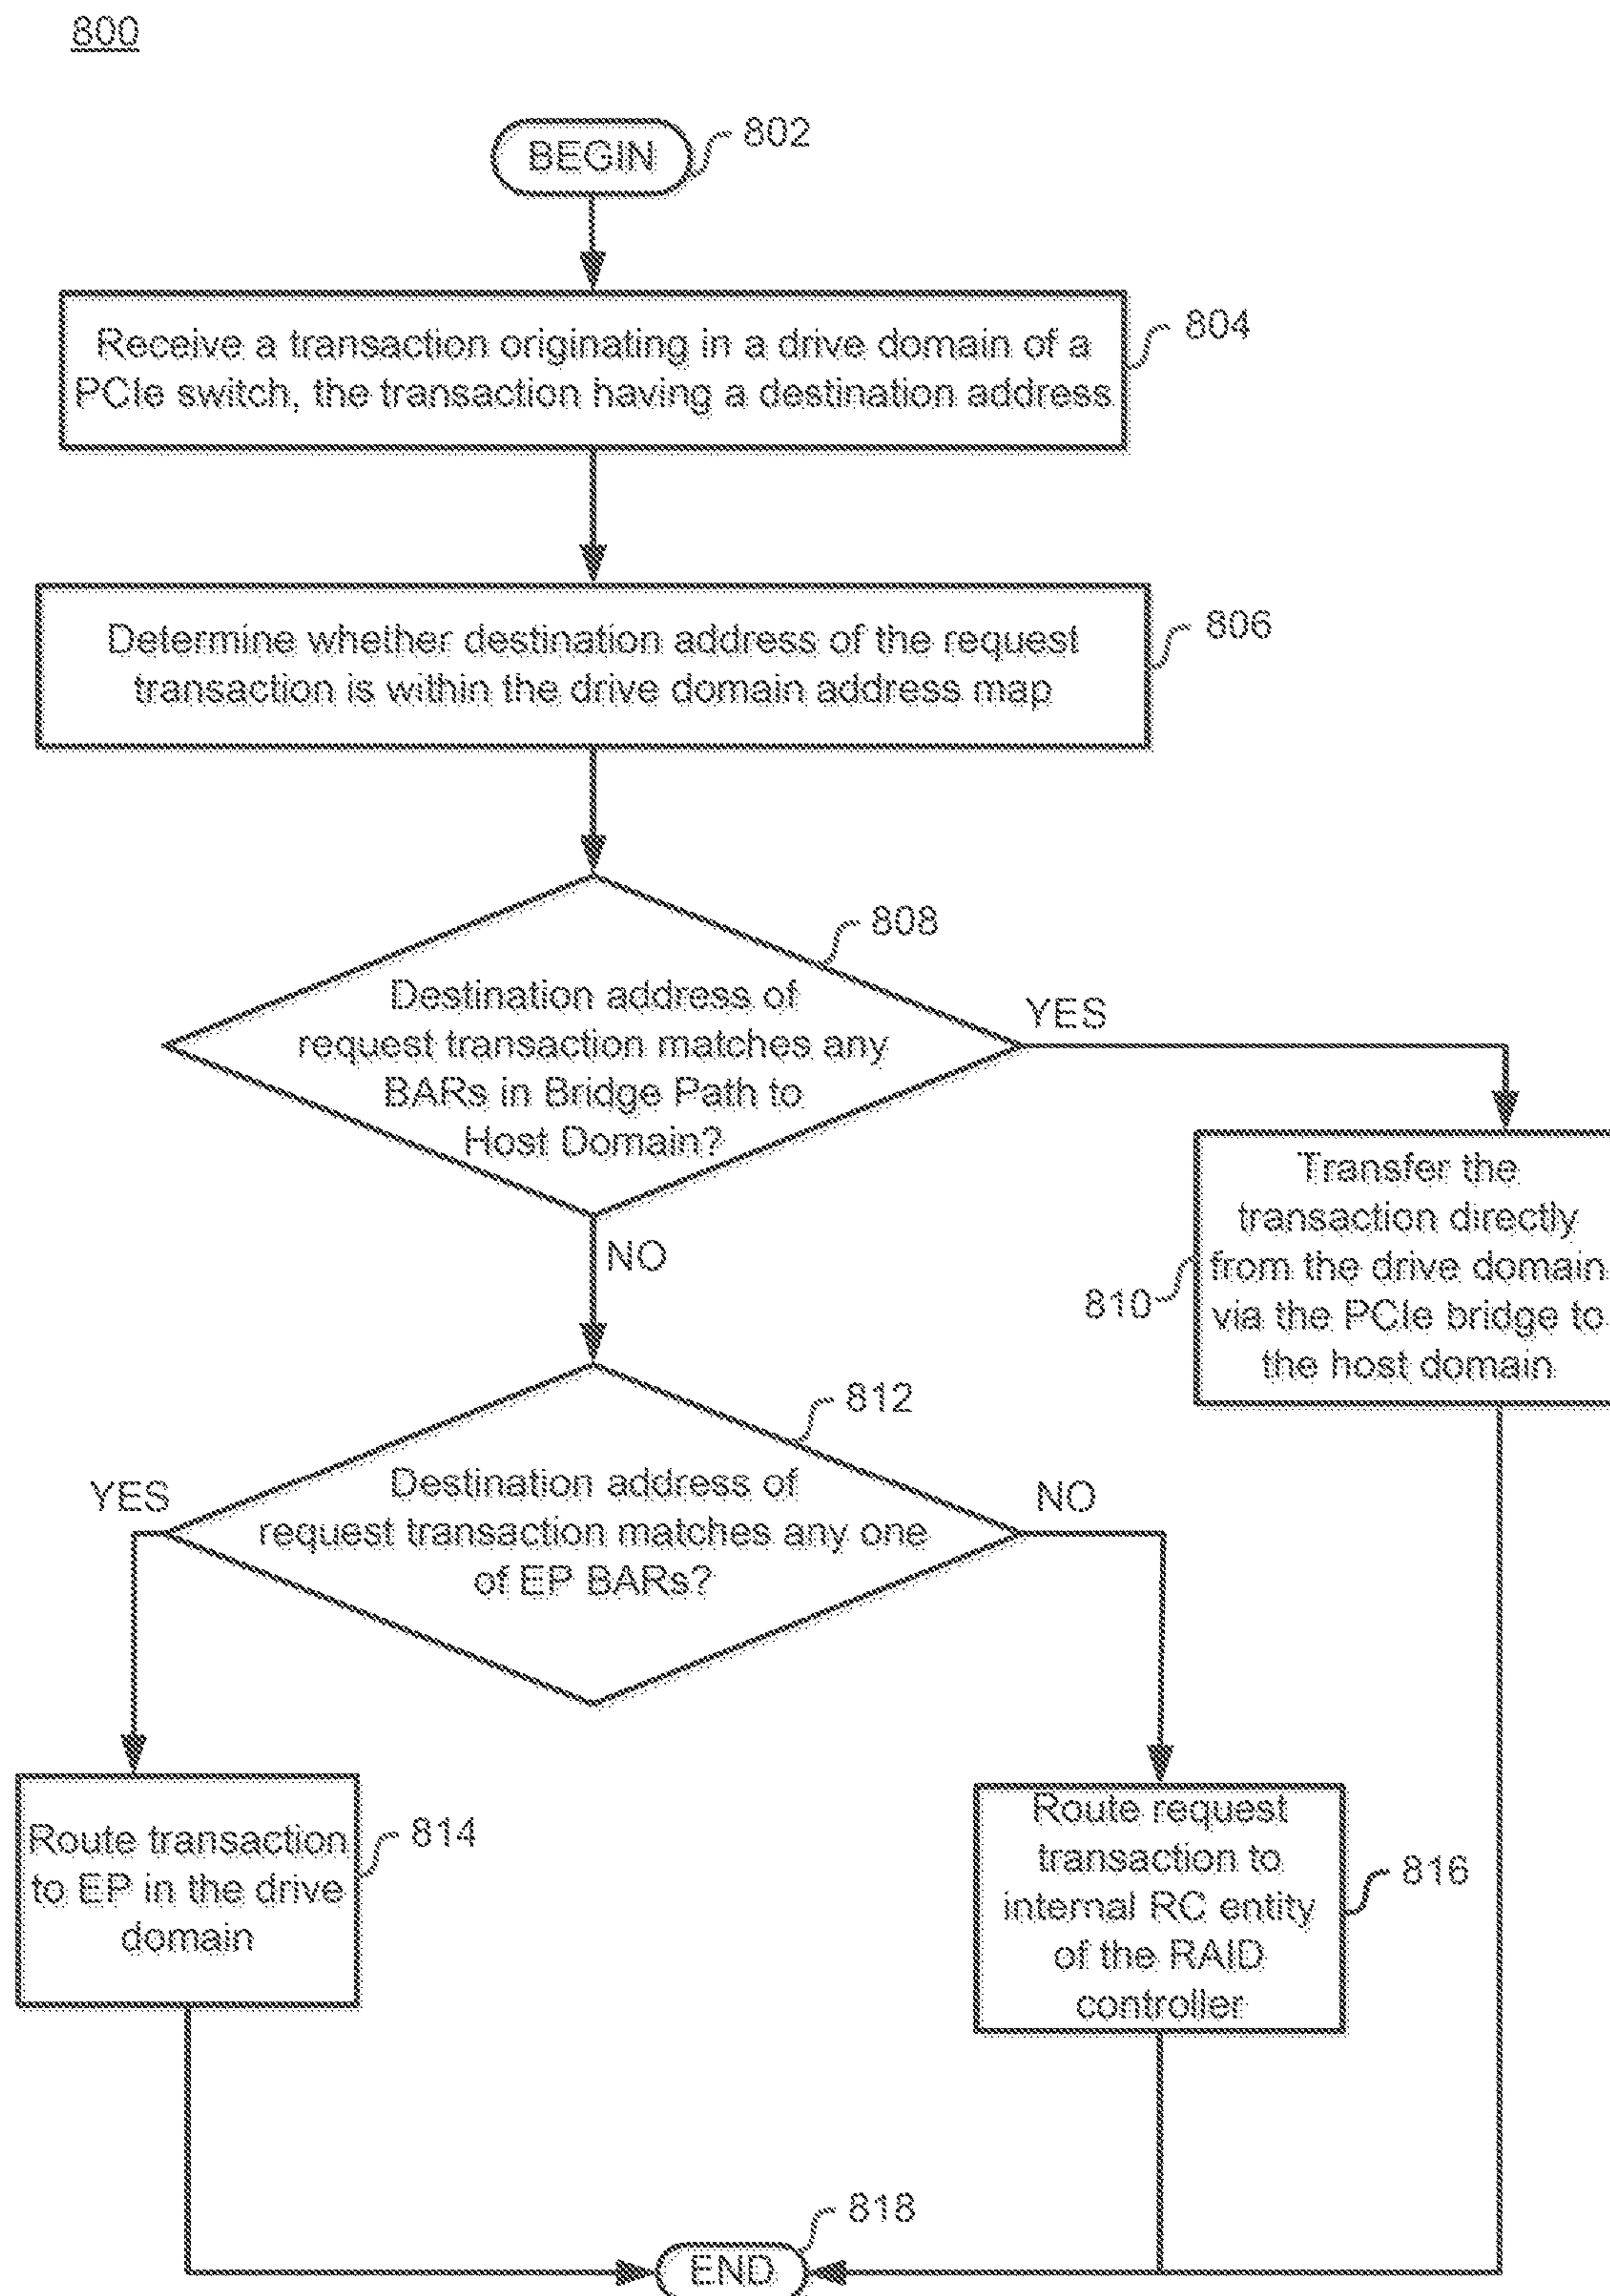 800
BEGIN
802
Receive a transaction originating in a drive domain of a
PCIe switch, the transaction having a destination address
804
Determine whether destination address of the request
transaction is within the drive domain address map
806
808
Destination address of
request transaction matches any
BARs in Bridge Path to
Host Domain?
YES
NO
Transfer the
transaction directly
from the drive domain
via the PCIe bridge to
the host domain
810
812
Destination address of
request transaction matches any one
of EP BARs?
YES
NO
Route transaction
to EP in the drive
domain
814
Route request
transaction to
internal RC entity
of the RAID
controller
816
818
END